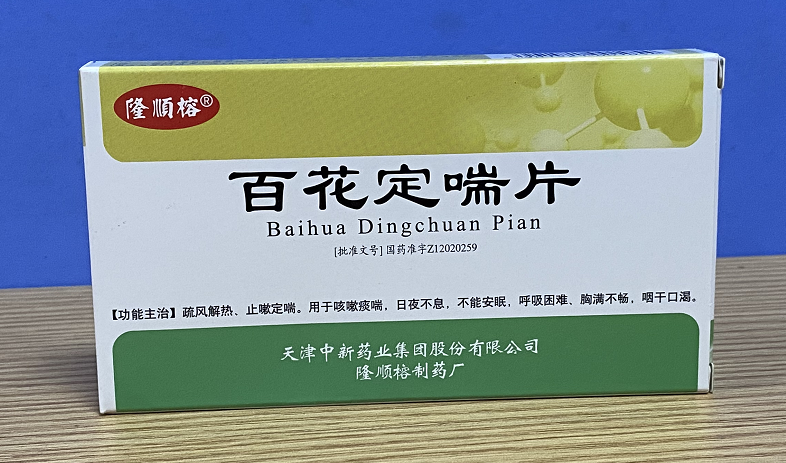 隆順榕®
百花定喘片
Baihua Dingchuan Pian
[批准文号] 国药准字Z12020259
【功能主治】疏风解热、止嗽定喘。用于咳嗽痰喘，日夜不息，不能安眠，呼吸困难、胸满不畅，咽干口渴。
天津中新药业集团股份有限公司
隆顺榕制药厂